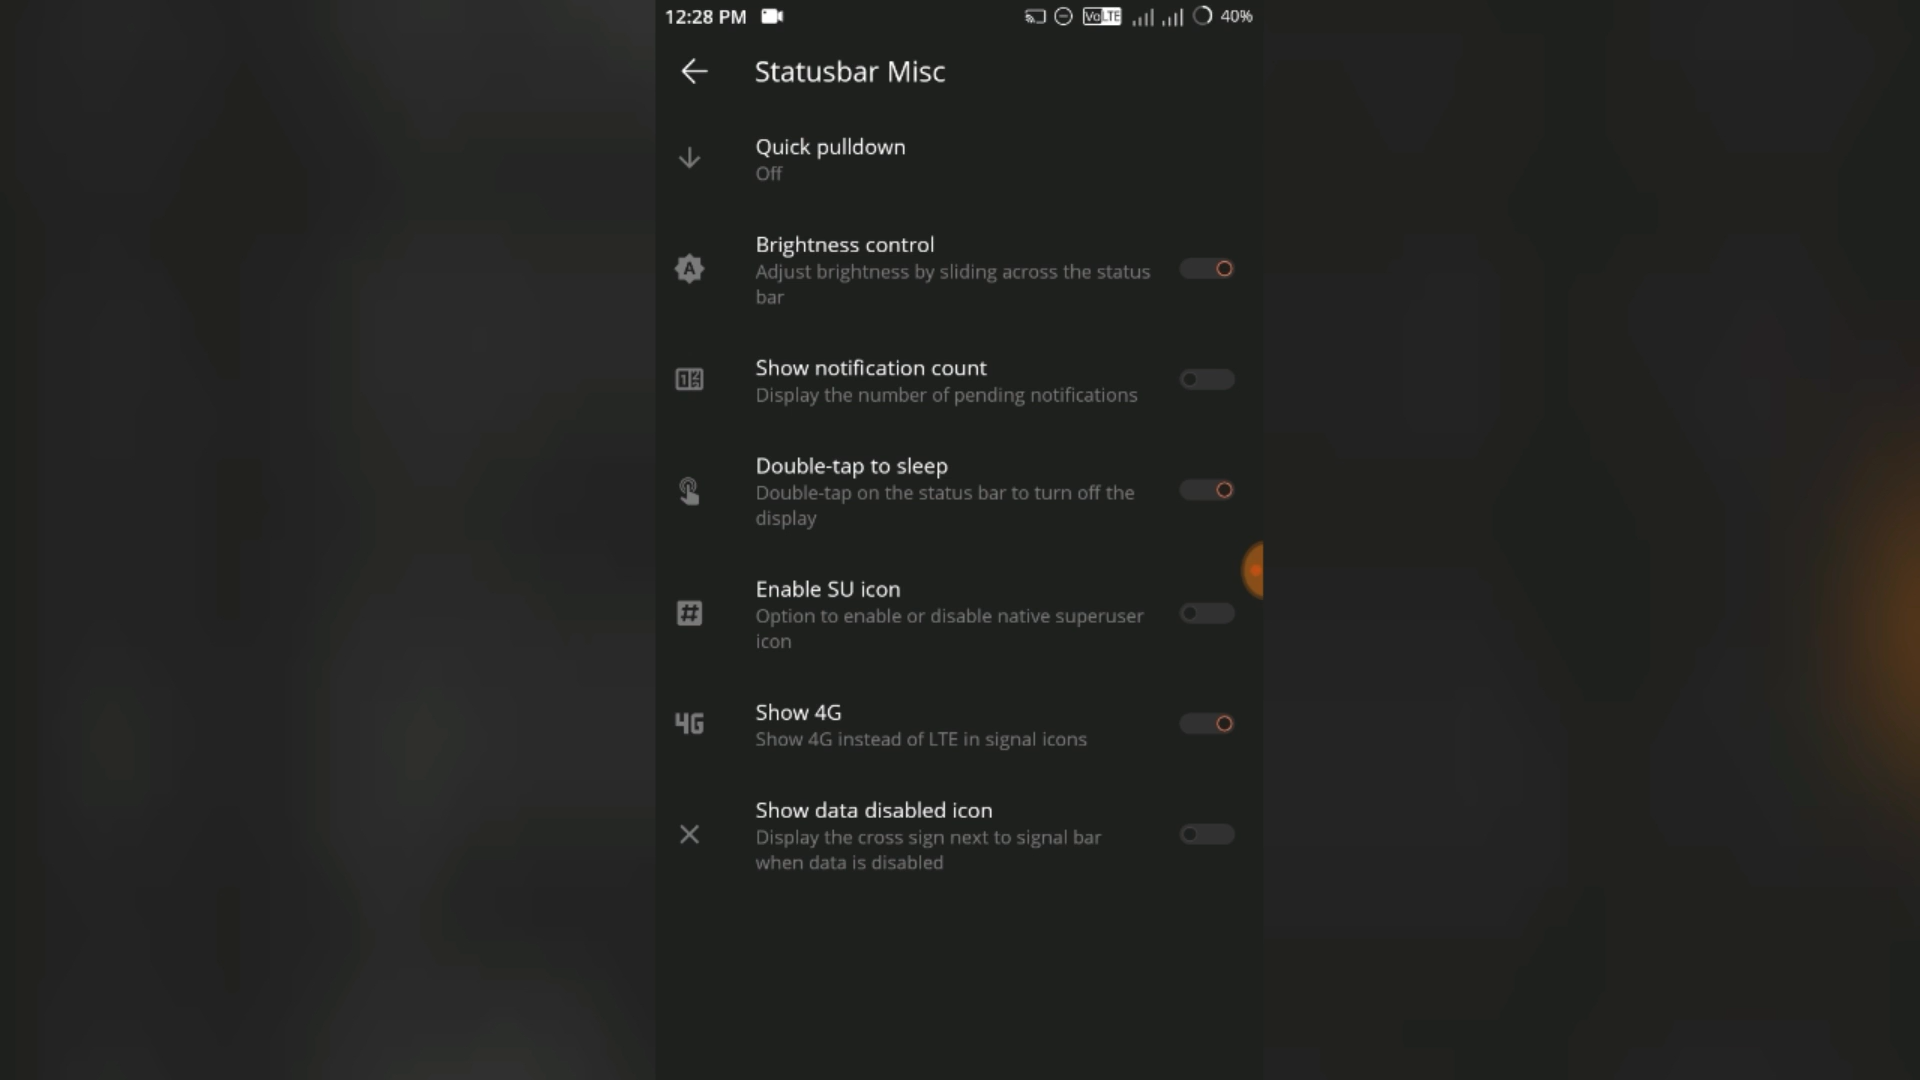 12:28 PM VoLTE 40%
Statusbar Misc
Quick pulldown
Off
Brightness control
A
Adjust brightness by sliding across the status
bar
Show notification count
Display the number of pending notifications
Double-tap to sleep
Double-tap on the status bar to turn off the
display
Enable SU icon
#
Option to enable or disable native superuser
icon
Show 4G
4G
Show 4G instead of LTE in signal icons
Show data disabled icon
Display the cross sign next to signal bar
when data is disabled